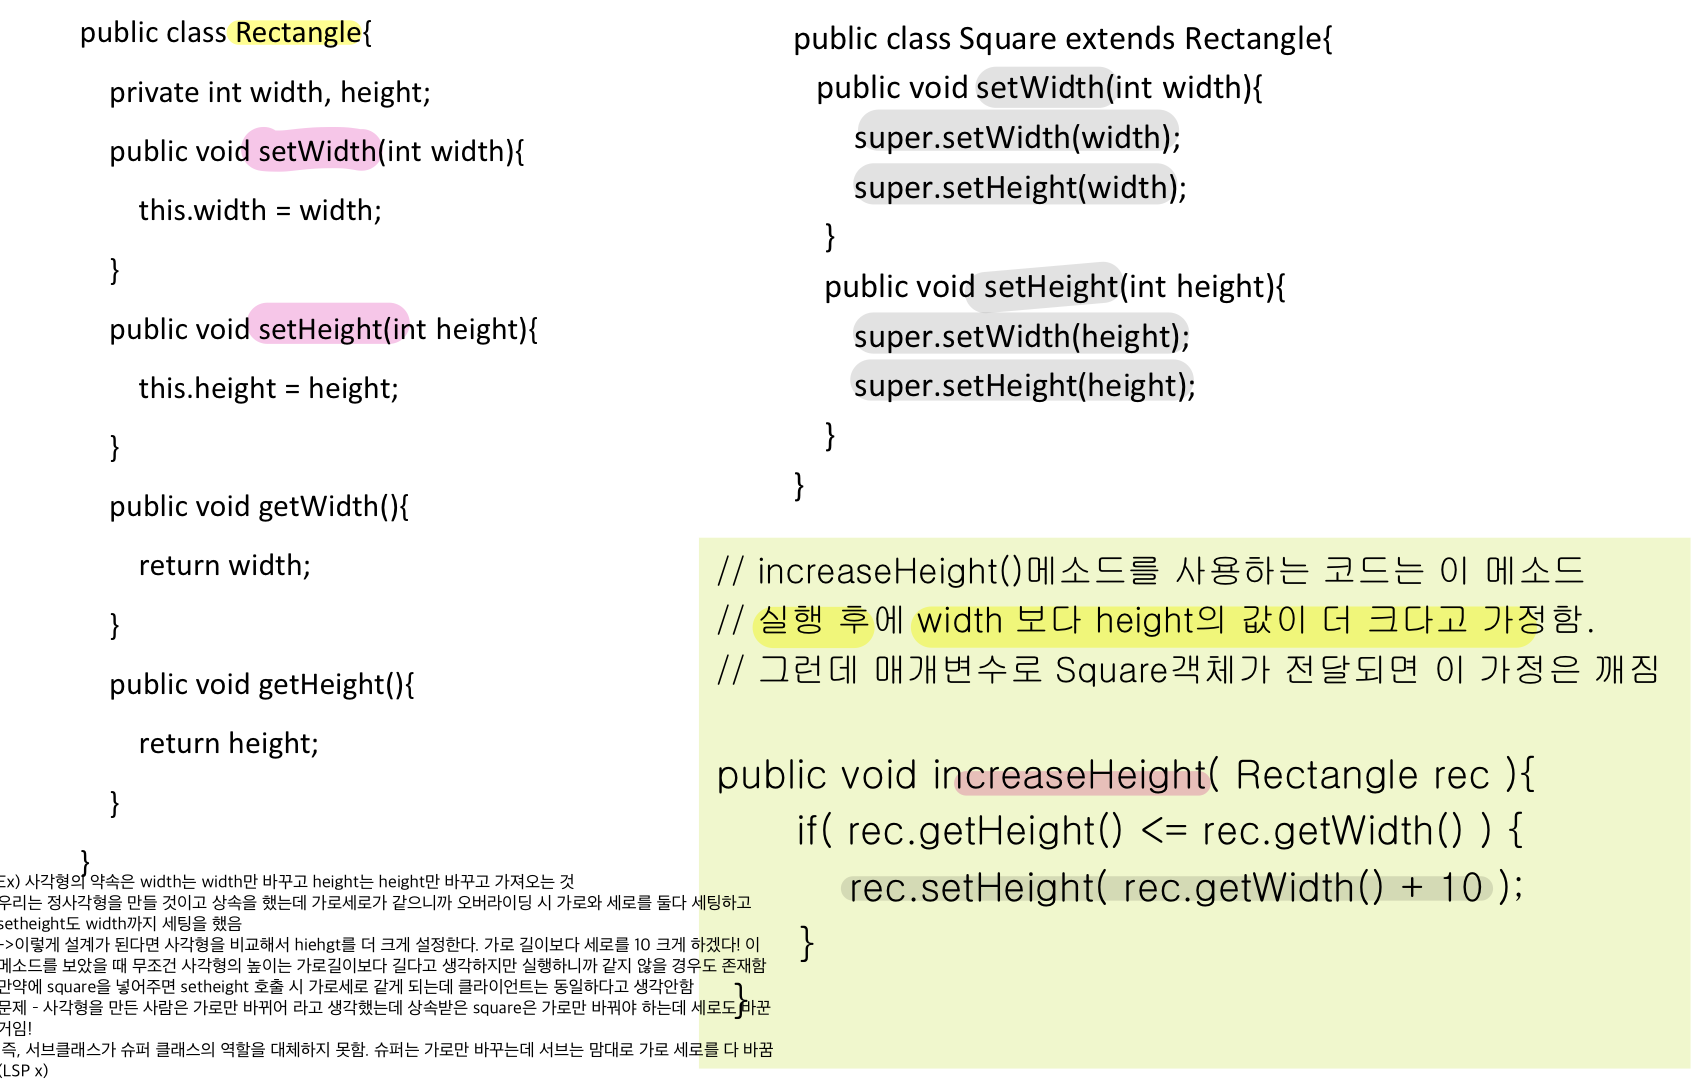 public class Rectangle{
private int width, height;
public void setWidth(int width){
this.width = width;
}
public void setHeight(int height){
this.height = height;
}
public void getWidth(){
return width;
}
public void getHeight(){
return height;
}
}
Ex) 사각형의 약속은 width는 width만 바꾸고 height는 height만 바꾸고 가져오는 것
우리는 정사각형을 만들 것이고 상속을 했는데 가로세로가 같으니까 오버라이딩 시 가로와 세로를 둘다 세팅하고
setheight도 width까지 세팅을 했음
->이렇게 설계가 된다면 사각형을 비교해서 hiehgt를 더 크게 설정한다. 가로 길이보다 세로를 10 크게 하겠다! 이
메소드를 보았을 때 무조건 사각형의 높이는 가로길이보다 길다고 생각하지만 실행하니까 같지 않을 경우도 존재함
만약에 square을 넣어주면 setheight 호출 시 가로세로 같게 되는데 클라이언트는 동일하다고 생각안함
문제 - 사각형을 만든 사람은 가로만 바뀌어 라고 생각했는데 상속받은 square은 가로만 바꿔야 하는데 세로도 바꾼
거임!
즉, 서브클래스가 슈퍼 클래스의 역할을 대체하지 못함. 슈퍼는 가로만 바꾸는데 서브는 맘대로 가로 세로를 다 바꿈
(LSP x)
public class Square extends Rectangle{
public void setWidth(int width){
super.setWidth(width);
super.setHeight(width);
}
public void setHeight(int height){
super.setWidth(height);
super.setHeight(height);
}
}
// increaseHeight()메소드를 사용하는 코드는 이 메소드
// 실행 후에 width 보다 height의 값이 더 크다고 가정함.
// 그런데 매개변수로 Square객체가 전달되면 이 가정은 깨짐
public void increaseHeight( Rectangle rec ){
if( rec.getHeight() <= rec.getWidth() ) {
rec.setHeight( rec.getWidth() + 10 );
}
}